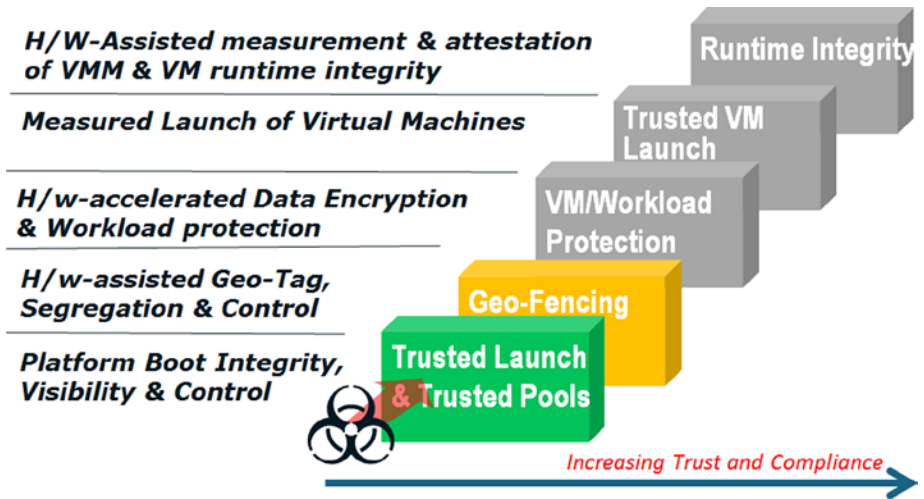 H/W-Assisted measurement & attestation
of VMM & VM runtime integrity
Runtime Integrity
Measured Launch of Virtual Machines
Trusted VM
Launch
H/w-accelerated Data Encryption
& Workload protection
VM/Workload
Protection
H/w-assisted Geo-Tag,
Segregation & Control
Geo-Fencing
Platform Boot Integrity,
Visibility & Control
Trusted Launch
& Trusted Pools
Increasing Trust and Compliance